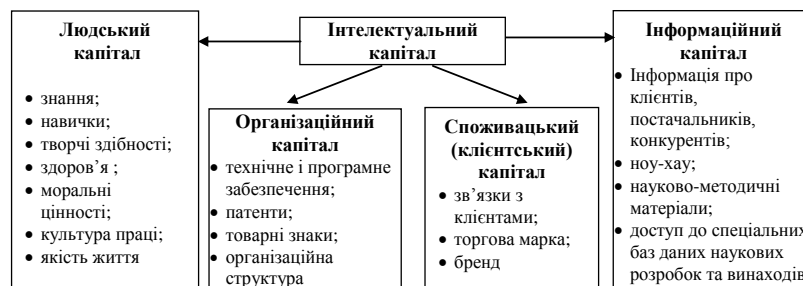 Людський
капітал
• знання;
• навички;
• творчі здібності;
• здоров’я ;
• моральні
цінності;
• культура праці;
• якість життя
Інтелектуальний
капітал
Організаційний
капітал
• технічне і програмне
забезпечення;
• патенти;
• товарні знаки;
• організаційна
структура
Споживацький
(клієнтський)
капітал
• зв’язки з
клієнтами;
• торгова марка;
• бренд
Інформаційний
капітал
• Інформація про
клієнтів,
постачальників,
конкурентів;
• ноу-хау;
• науково-методичні
матеріали;
• доступ до спеціальних
баз даних наукових
розробок та винаходів